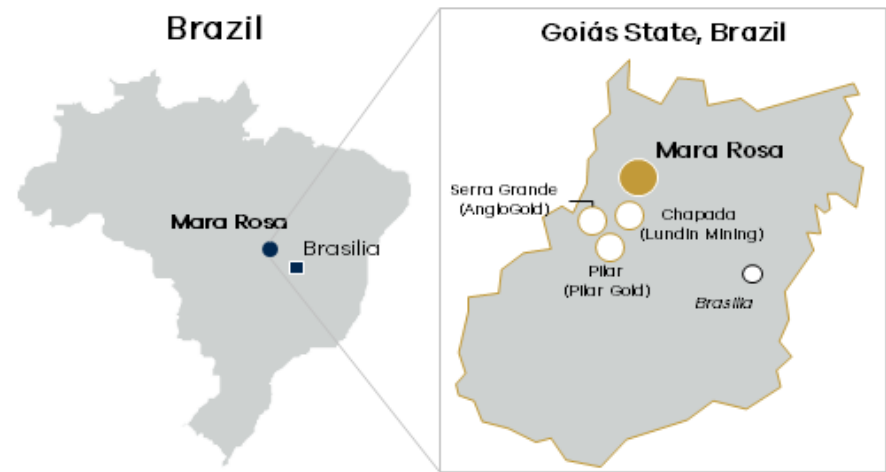 Brazil
Mara Rosa
Brasilia
Goiás State, Brazil
Mara Rosa
Serra Grande
(AngloGold)
Chapada
(Lundin Mining)
Pilar
(Pilar Gold)
Brasilia